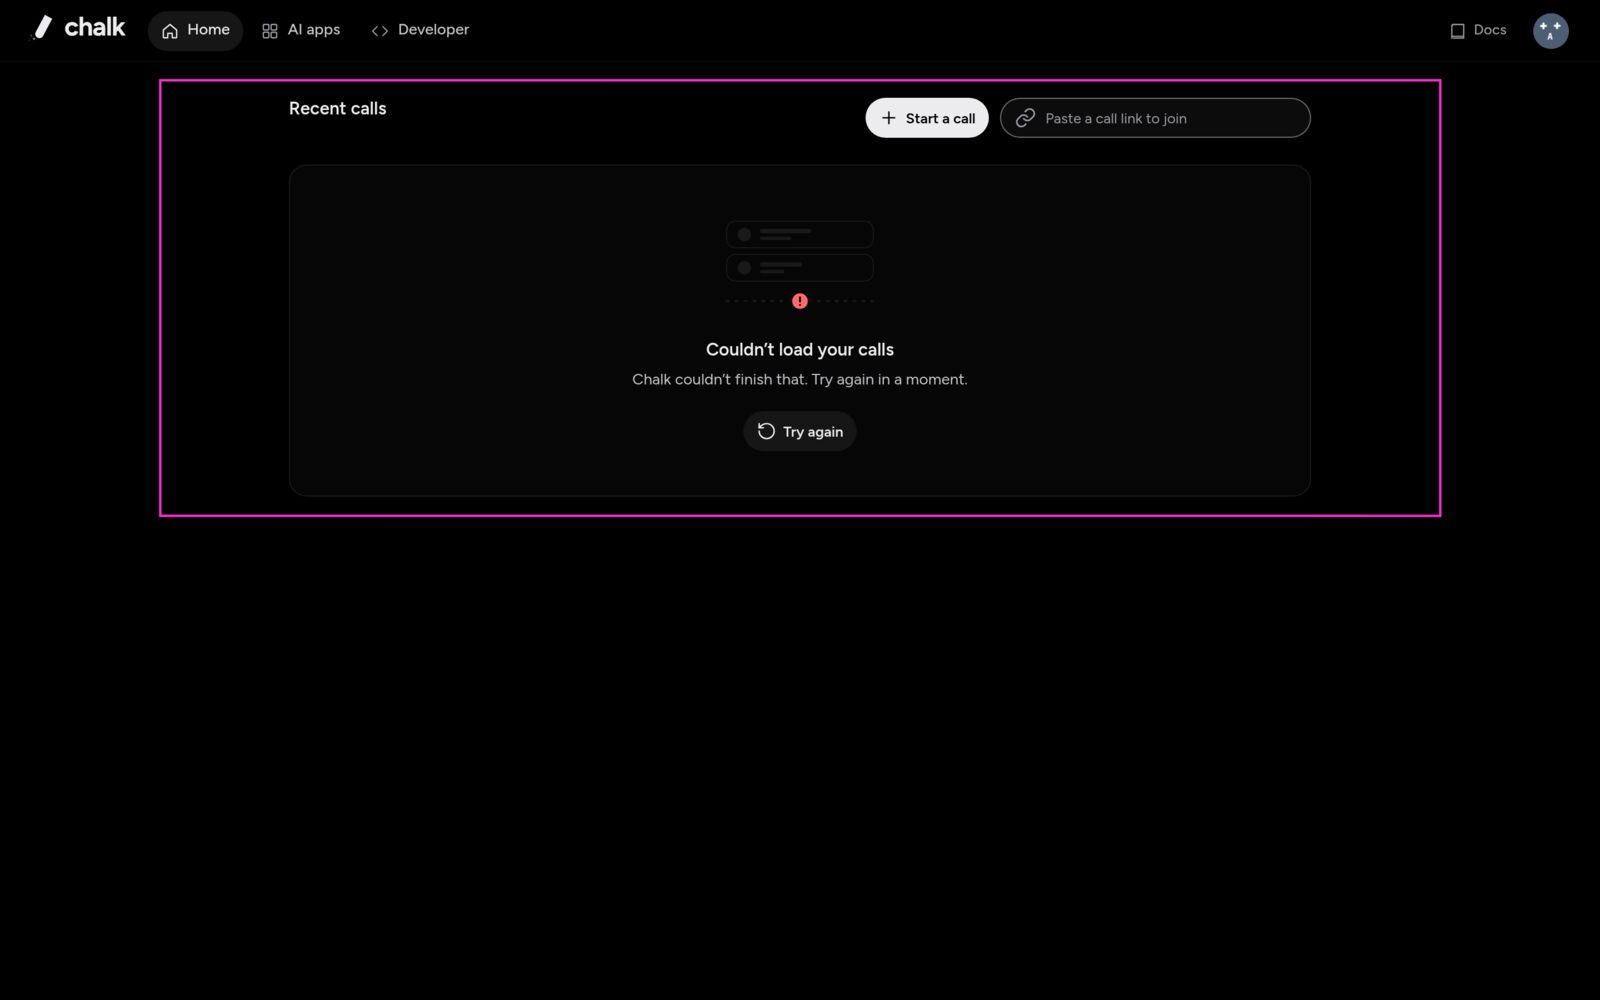 chalk
Home
AI apps
Developer
Docs
A
Recent calls
Start a call
Paste a call link to join
Couldn’t load your calls
Chalk couldn’t finish that. Try again in a moment.
Try again